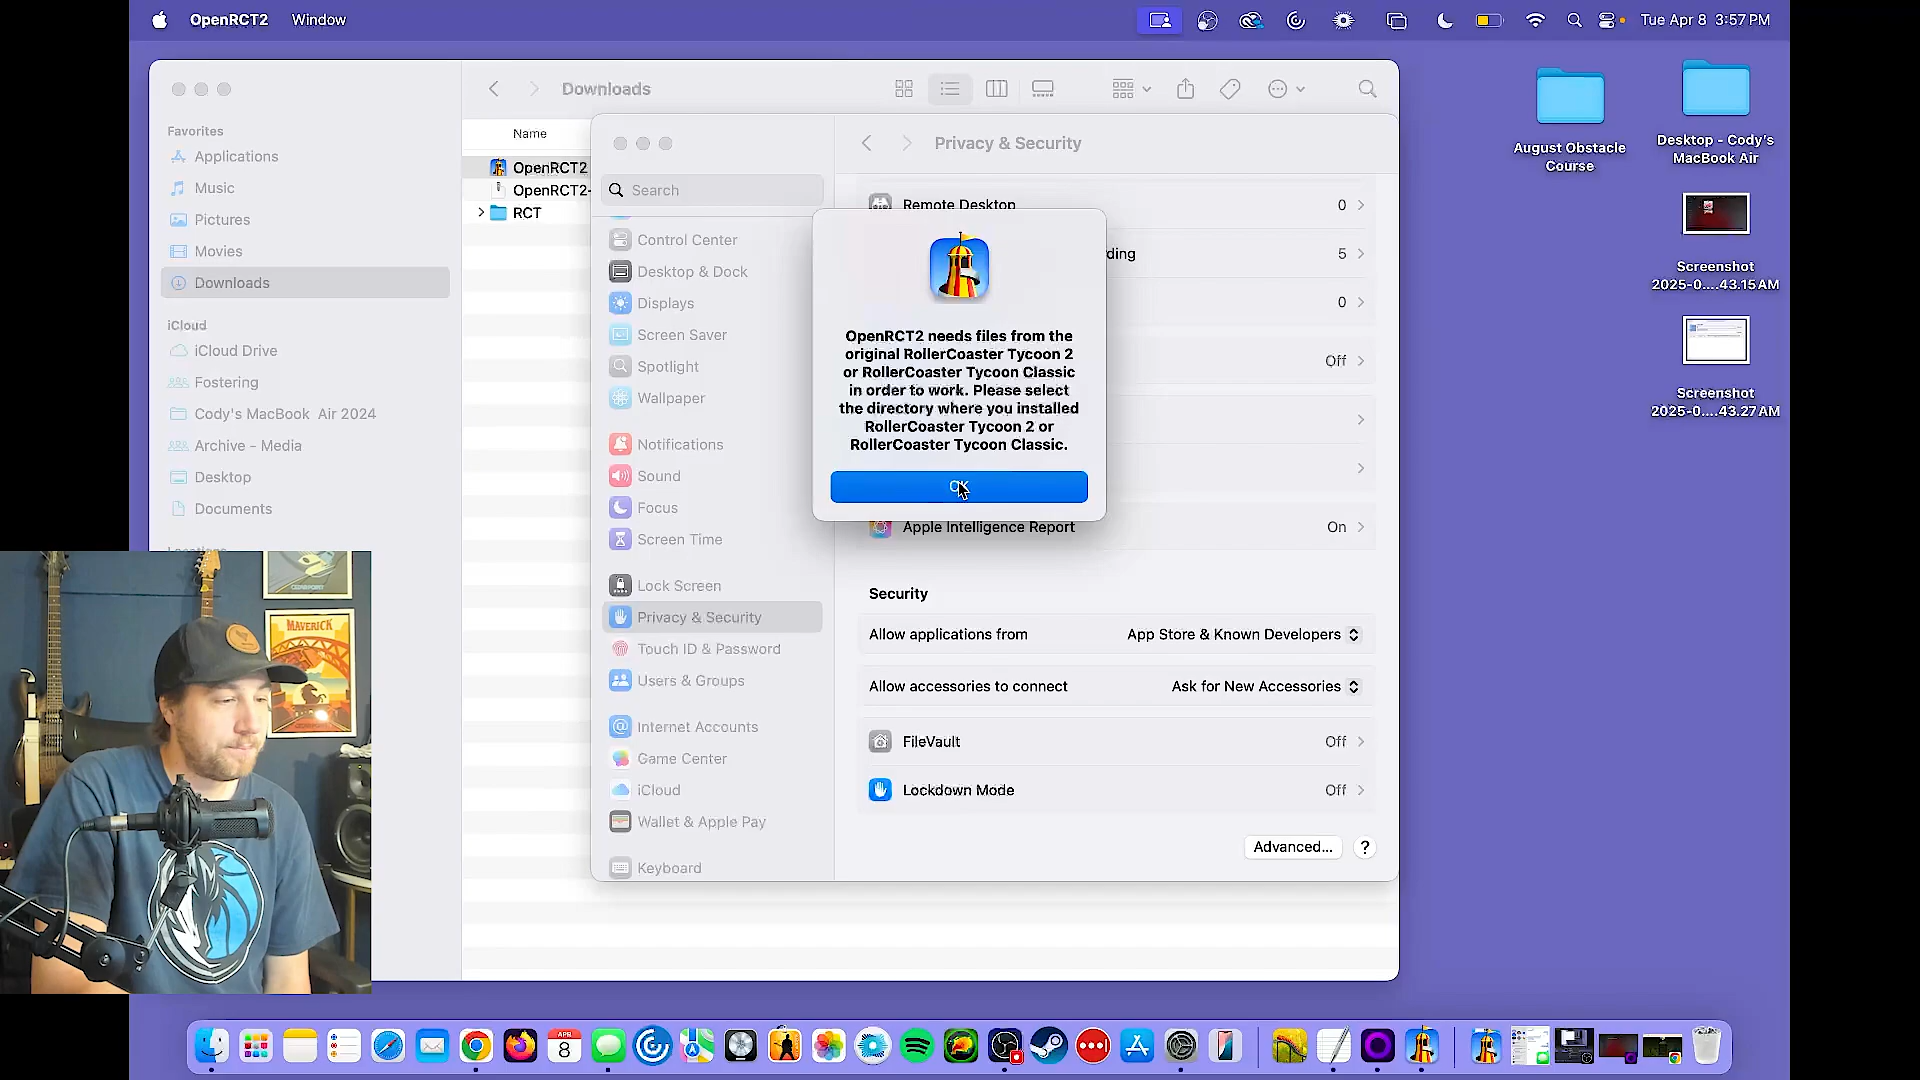 OpenRCT2 Window
Tue Apr 8 3:57 PM
Favorites
Applications
Music
Pictures
Movies
Downloads
iCloud
iCloud Drive
Fostering
Cody's MacBook Air 2024
Archive - Media
Desktop
Documents
Downloads
Name
OpenRCT2
OpenRCT2-
RCT
Search
Control Center
Desktop & Dock
Displays
Screen Saver
Spotlight
Wallpaper
Notifications
Sound
Focus
Screen Time
Lock Screen
Privacy & Security
Touch ID & Password
Users & Groups
Internet Accounts
Game Center
iCloud
Wallet & Apple Pay
Keyboard
Privacy & Security
Remote Desktop 0
ding 5
0
Off
Apple Intelligence Report On
Security
Allow applications from App Store & Known Developers
Allow accessories to connect Ask for New Accessories
FileVault Off
Lockdown Mode Off
Advanced... ?
OpenRCT2 needs files from the
original RollerCoaster Tycoon 2
or RollerCoaster Tycoon Classic
in order to work. Please select
the directory where you installed
RollerCoaster Tycoon 2 or
RollerCoaster Tycoon Classic.
OK
August Obstacle
Course
Desktop - Cody's
MacBook Air
Screenshot
2025-0....43.15 AM
Screenshot
2025-0....43.27 AM
MAVERICK
APR
8